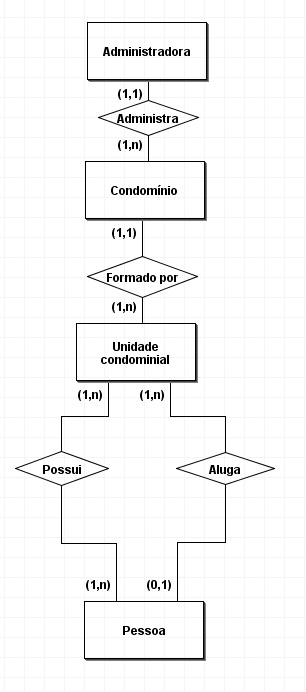 Administradora
(1,1)
Administra
(1,n)
Condomínio
(1,1)
Formado por
(1,n)
Unidade
condominial
(1,n) (1,n)
Possui Aluga
(1,n) (0,1)
Pessoa